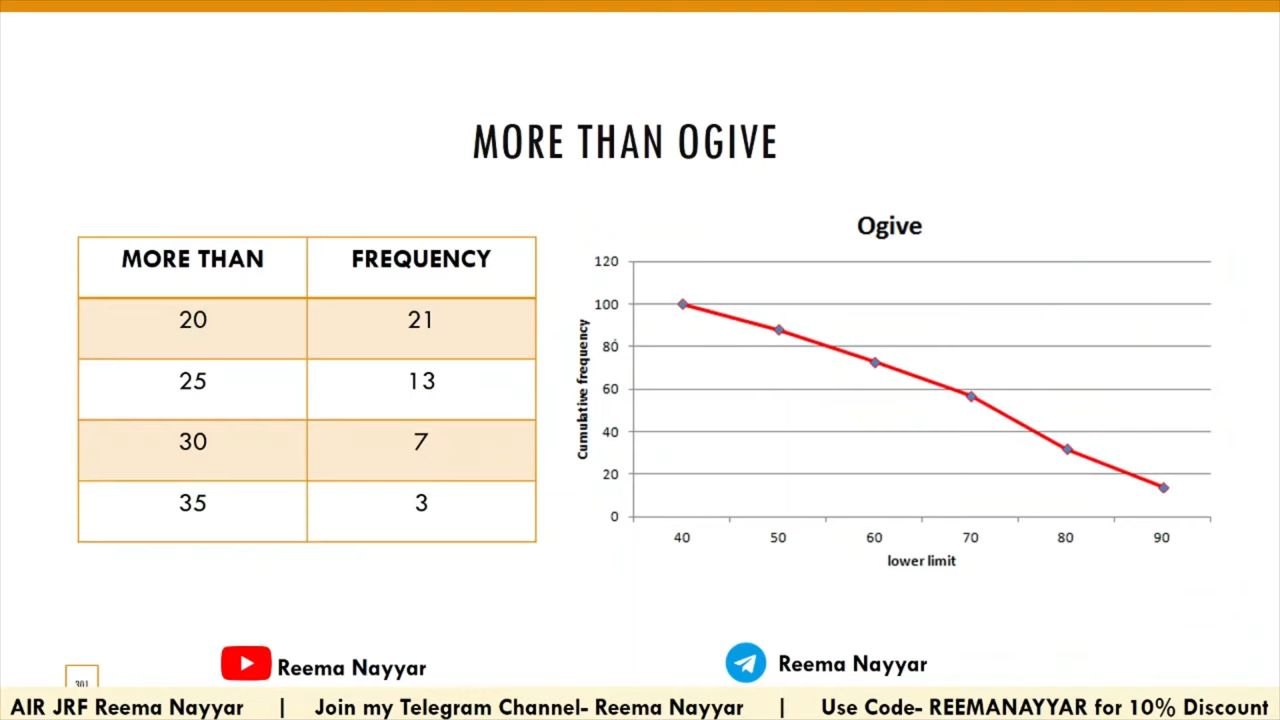 MORE THAN OGIVE
MORE THAN FREQUENCY
20 21
25 13
30 7
35 3
Ogive
120
100
80
60
40
20
0
Cumulative frequency
40 50 60 70 80 90
lower limit
301
Reema Nayyar
Reema Nayyar
AIR JRF Reema Nayyar | Join my Telegram Channel- Reema Nayyar | Use Code- REEMANAYYAR for 10% Discount